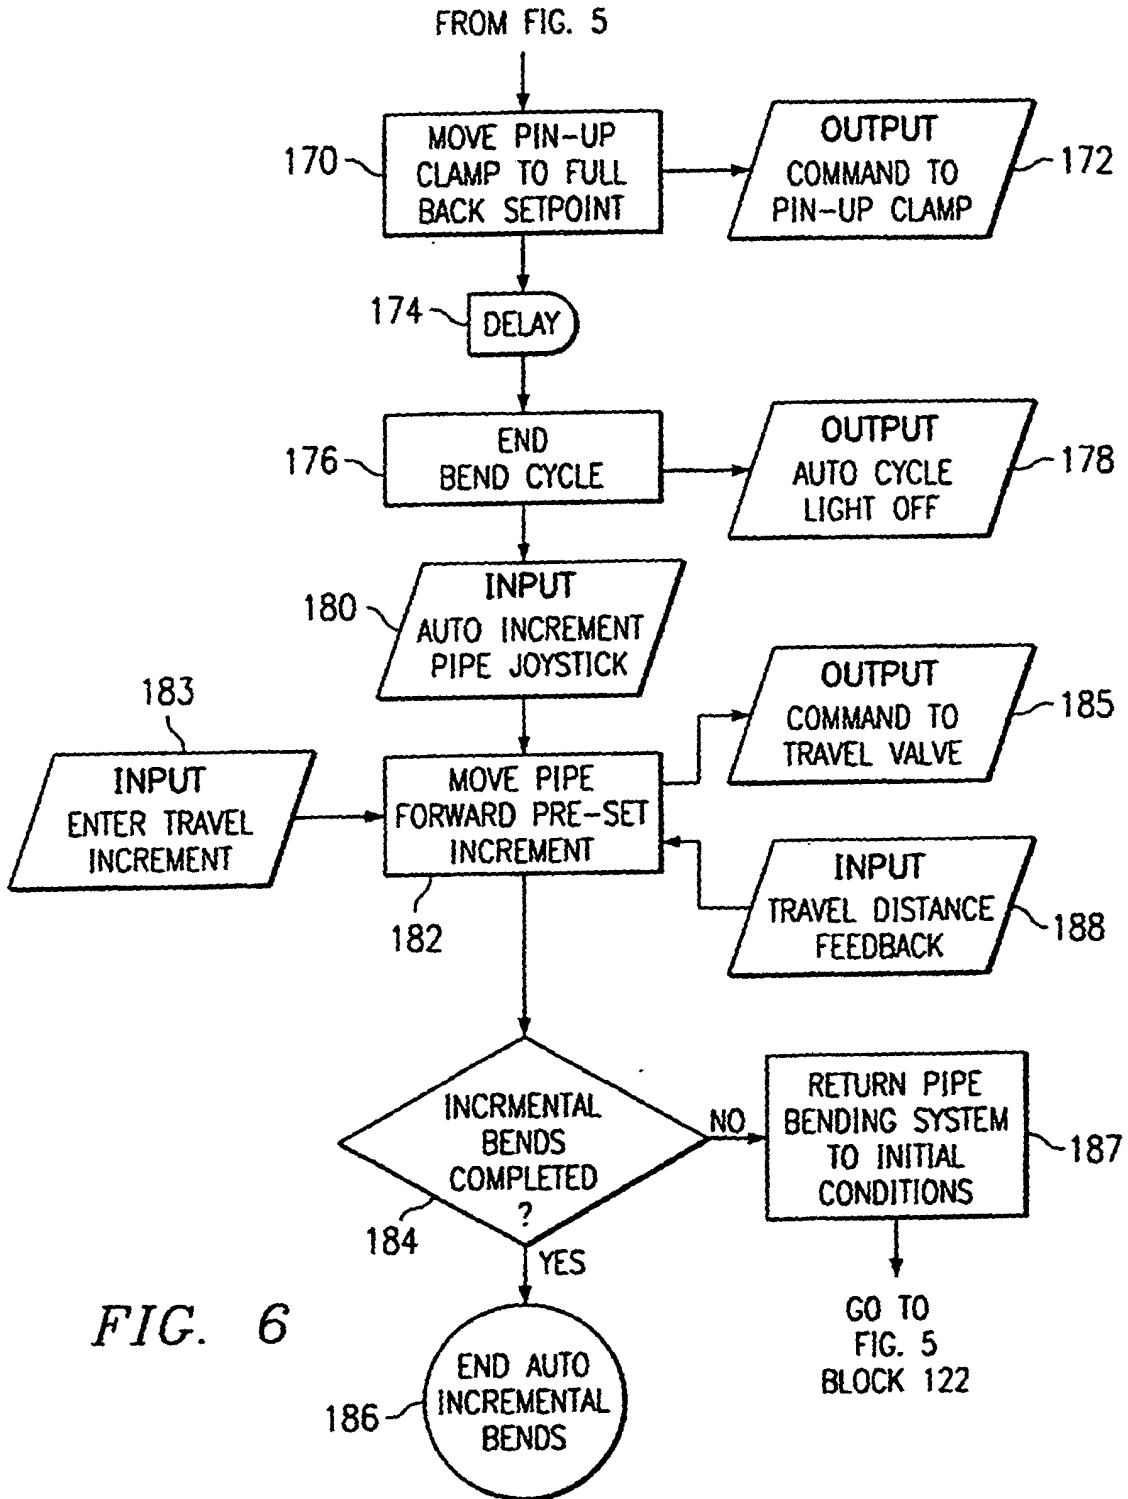 FROM FIG. 5
170
MOVE PIN-UP
CLAMP TO FULL
BACK SETPOINT
OUTPUT
COMMAND TO
PIN-UP CLAMP
172
174
DELAY
176
END
BEND CYCLE
OUTPUT
AUTO CYCLE
LIGHT OFF
178
180
INPUT
AUTO INCREMENT
PIPE JOYSTICK
183
INPUT
ENTER TRAVEL
INCREMENT
MOVE PIPE
FORWARD PRE-SET
INCREMENT
182
OUTPUT
COMMAND TO
TRAVEL VALVE
185
INPUT
TRAVEL DISTANCE
FEEDBACK
188
INCRMENTAL
BENDS
COMPLETED
?
184
NO
RETURN PIPE
BENDING SYSTEM
TO INITIAL
CONDITIONS
187
YES
GO TO
FIG. 5
BLOCK 122
FIG. 6
END AUTO
INCREMENTAL
BENDS
186